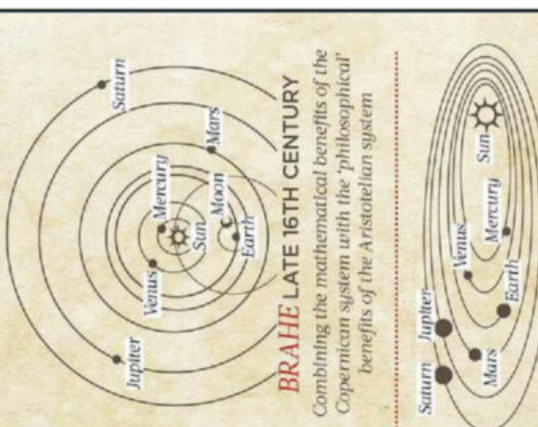 Saturn
Jupiter
Mars
Mercury
Venus
Sun
Moon
Earth
BRAHE LATE 16TH CENTURY
Combining the mathematical benefits of the
Copernican system with the 'philosophical'
benefits of the Aristotelian system
Saturn
Jupiter
Venus
Sun
Mercury
Mars
Earth